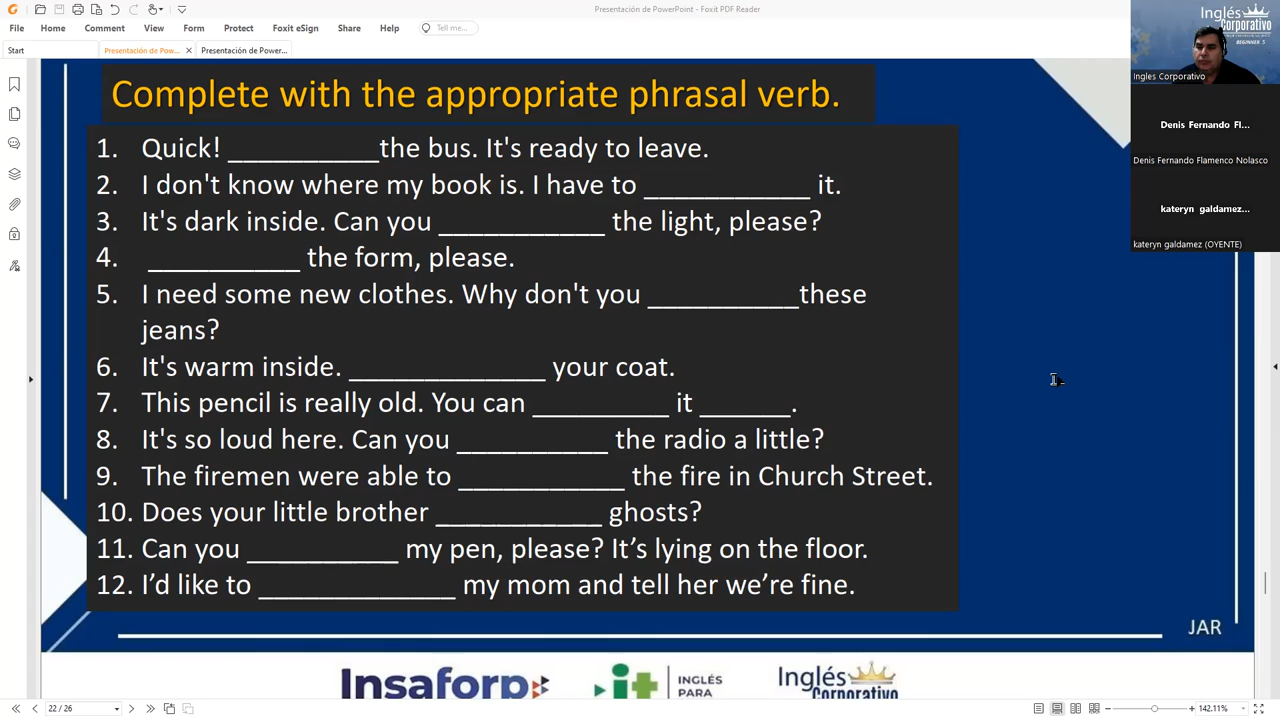 Presentación de PowerPoint - Foxit PDF Reader
File Home Comment View Form Protect Foxit eSign Share Help Tell me...
Start Presentación de Pow... × Presentación de Power...
Inglés
Corporativo
BEGINNER 5
Ingles Corporativo
Denis Fernando Fl...
Denis Fernando Flamenco Nolasco
kateryn galdamez...
kateryn galdamez (OYENTE)
Complete with the appropriate phrasal verb.
1. Quick! __________the bus. It's ready to leave.
2. I don't know where my book is. I have to ___________ it.
3. It's dark inside. Can you ___________ the light, please?
4. __________ the form, please.
5. I need some new clothes. Why don't you __________these
jeans?
6. It's warm inside. _____________ your coat.
7. This pencil is really old. You can _________ it ______.
8. It's so loud here. Can you __________ the radio a little?
9. The firemen were able to ___________ the fire in Church Street.
10. Does your little brother ___________ ghosts?
11. Can you __________ my pen, please? It’s lying on the floor.
12. I’d like to _____________ my mom and tell her we’re fine.
JAR
Insaforp
it INGLÉS
PARA
Inglés
Corporativo
22 / 26
142.11%